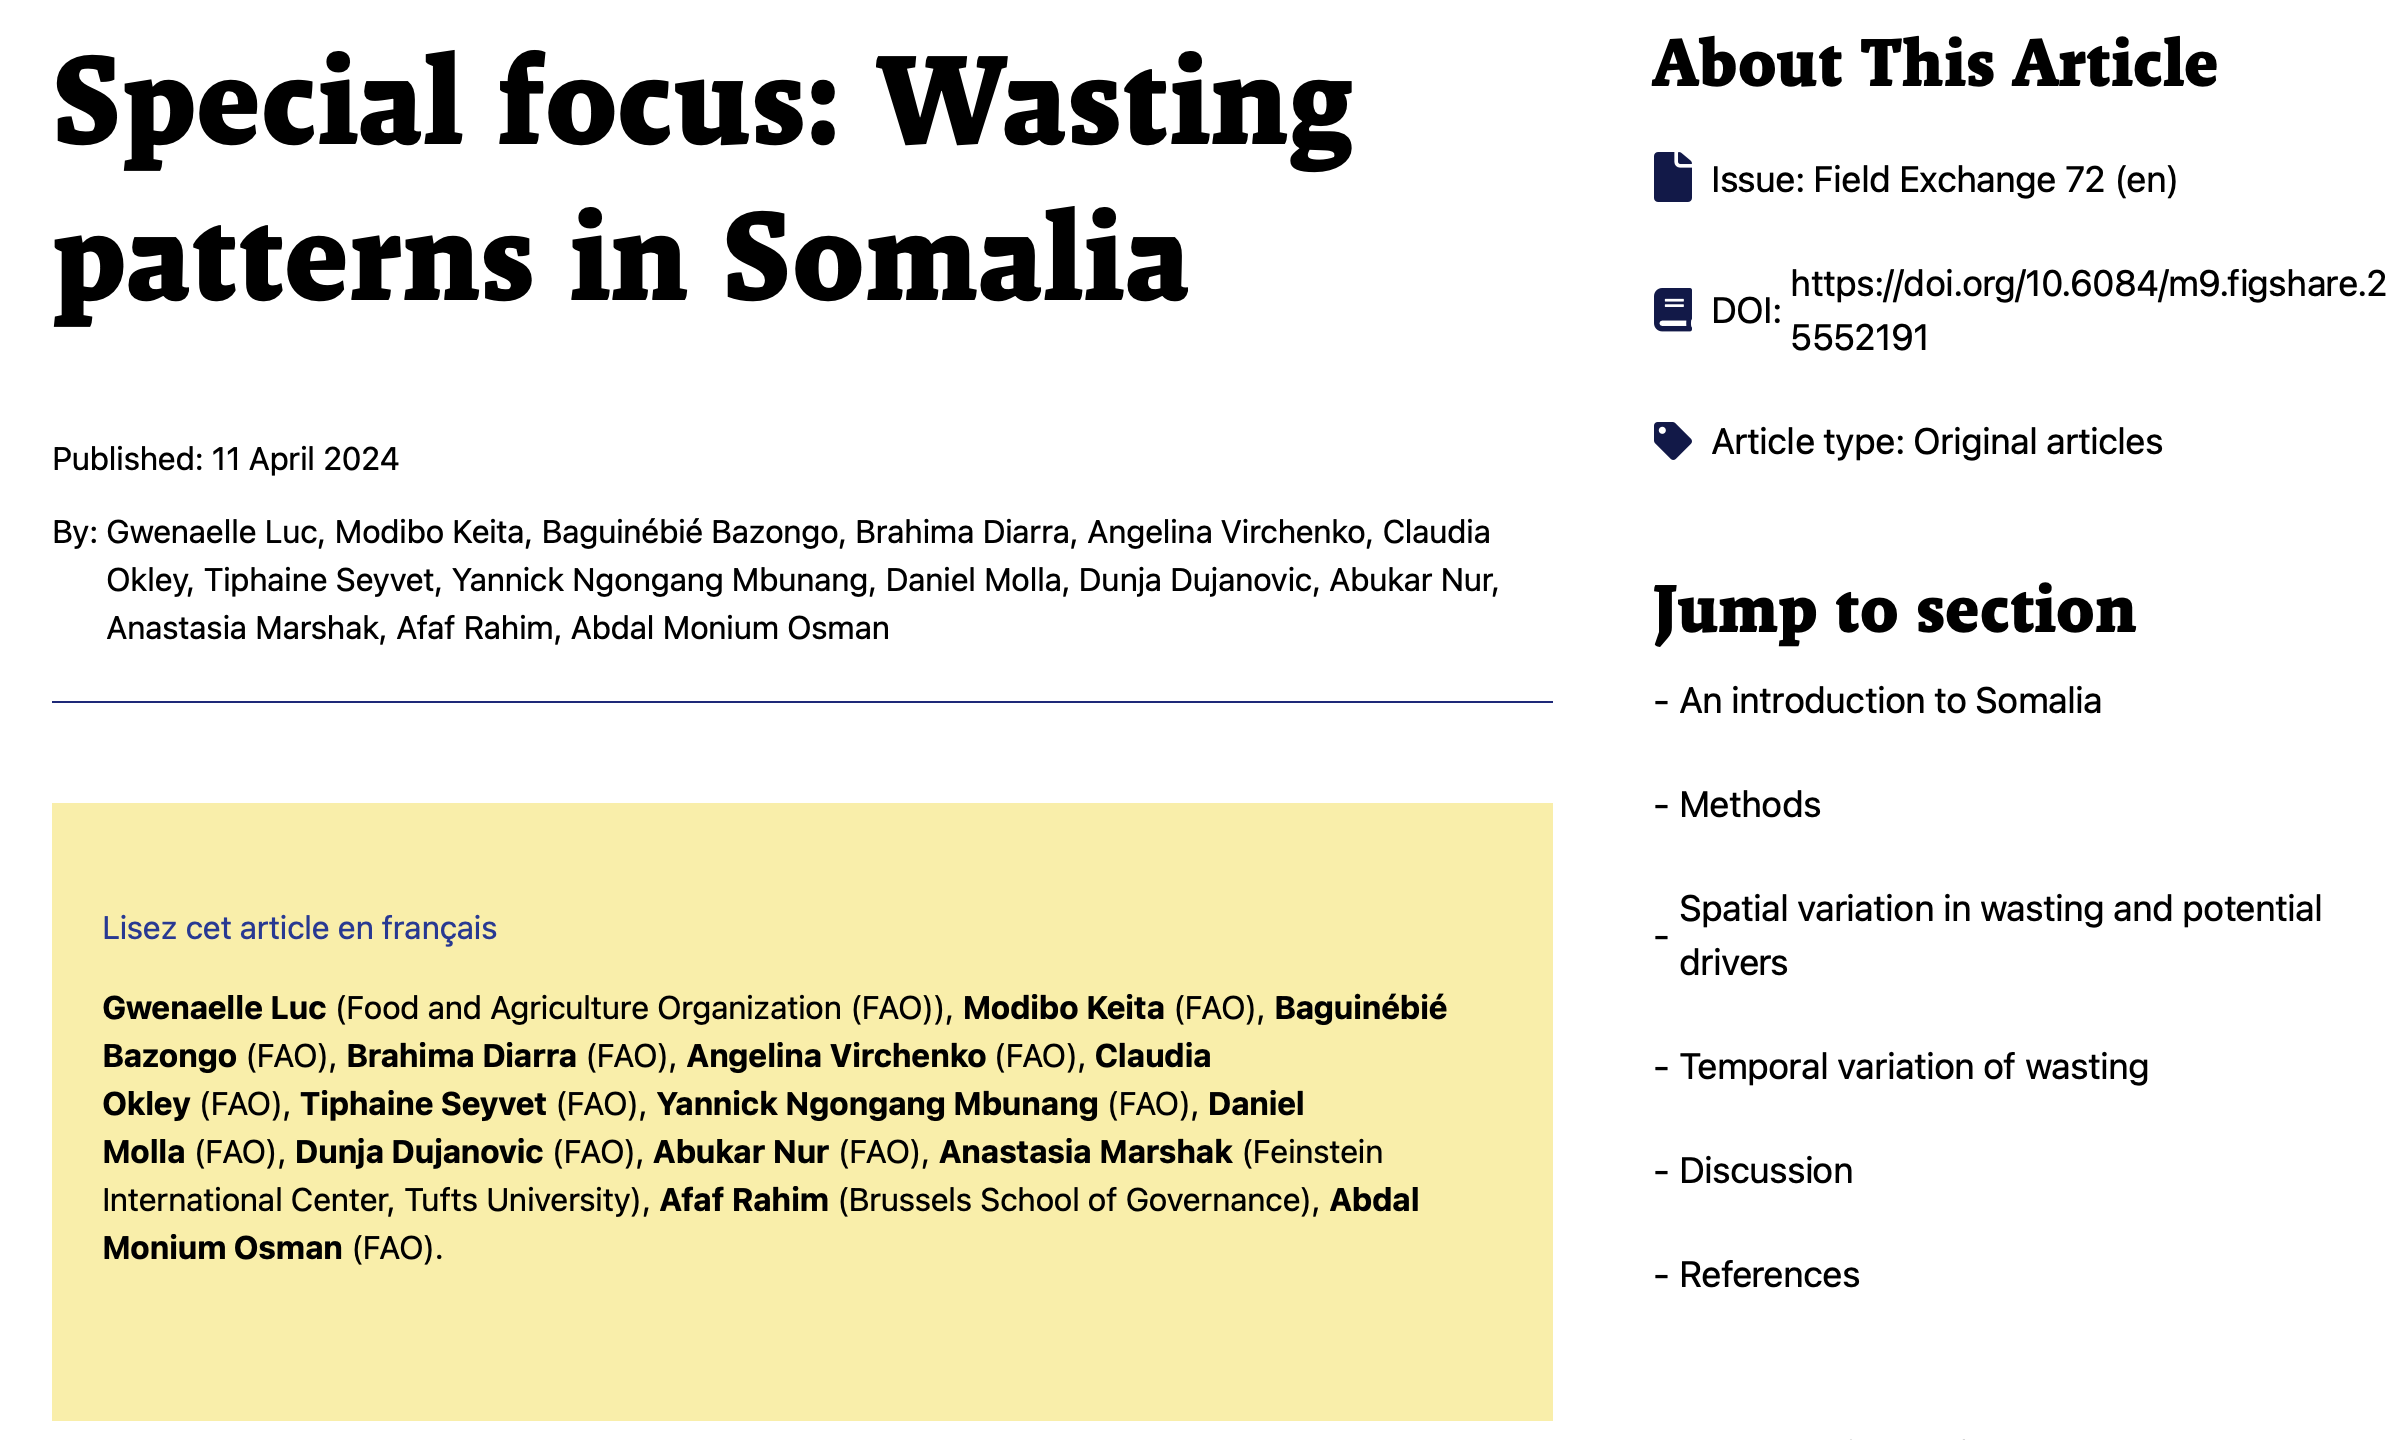 Special focus: Wasting
patterns in Somalia
Published: 11 April 2024
By: Gwenaelle Luc, Modibo Keita, Baguinébié Bazongo, Brahima Diarra, Angelina Virchenko, Claudia
Okley, Tiphaine Seyvet, Yannick Ngongang Mbunang, Daniel Molla, Dunja Dujanovic, Abukar Nur,
Anastasia Marshak, Afaf Rahim, Abdal Monium Osman
Lisez cet article en français
Gwenaelle Luc (Food and Agriculture Organization (FAO)), Modibo Keita (FAO), Baguinébié
Bazongo (FAO), Brahima Diarra (FAO), Angelina Virchenko (FAO), Claudia
Okley (FAO), Tiphaine Seyvet (FAO), Yannick Ngongang Mbunang (FAO), Daniel
Molla (FAO), Dunja Dujanovic (FAO), Abukar Nur (FAO), Anastasia Marshak (Feinstein
International Center, Tufts University), Afaf Rahim (Brussels School of Governance), Abdal
Monium Osman (FAO).
About This Article
Issue: Field Exchange 72 (en)
DOI: https://doi.org/10.6084/m9.figshare.2
5552191
Article type: Original articles
Jump to section
- An introduction to Somalia
- Methods
- Spatial variation in wasting and potential
drivers
- Temporal variation of wasting
- Discussion
- References